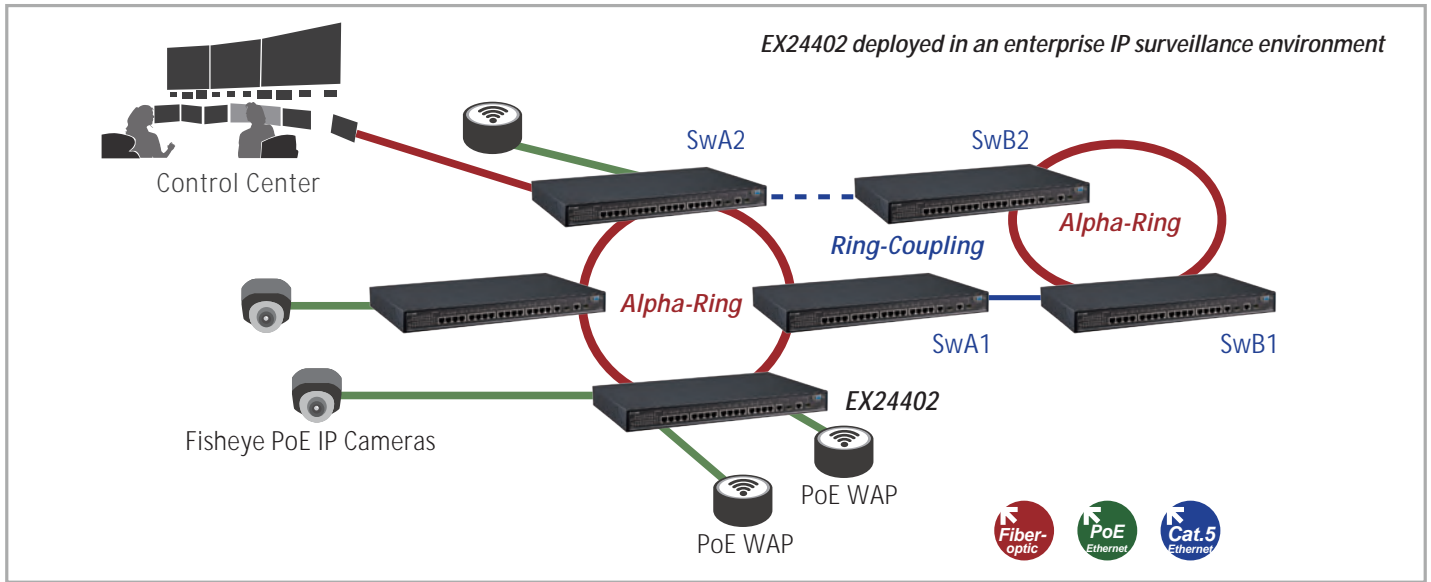 EX24402 deployed in an enterprise IP surveillance environment
SwA2
SwB2
Control Center
Ring-Coupling
Alpha-Ring
Alpha-Ring
SwA1
SwB1
EX24402
Fisheye PoE IP Cameras
PoE WAP
PoE WAP
Fiber-
optic
PoE
Ethernet
Cat.5
Ethernet